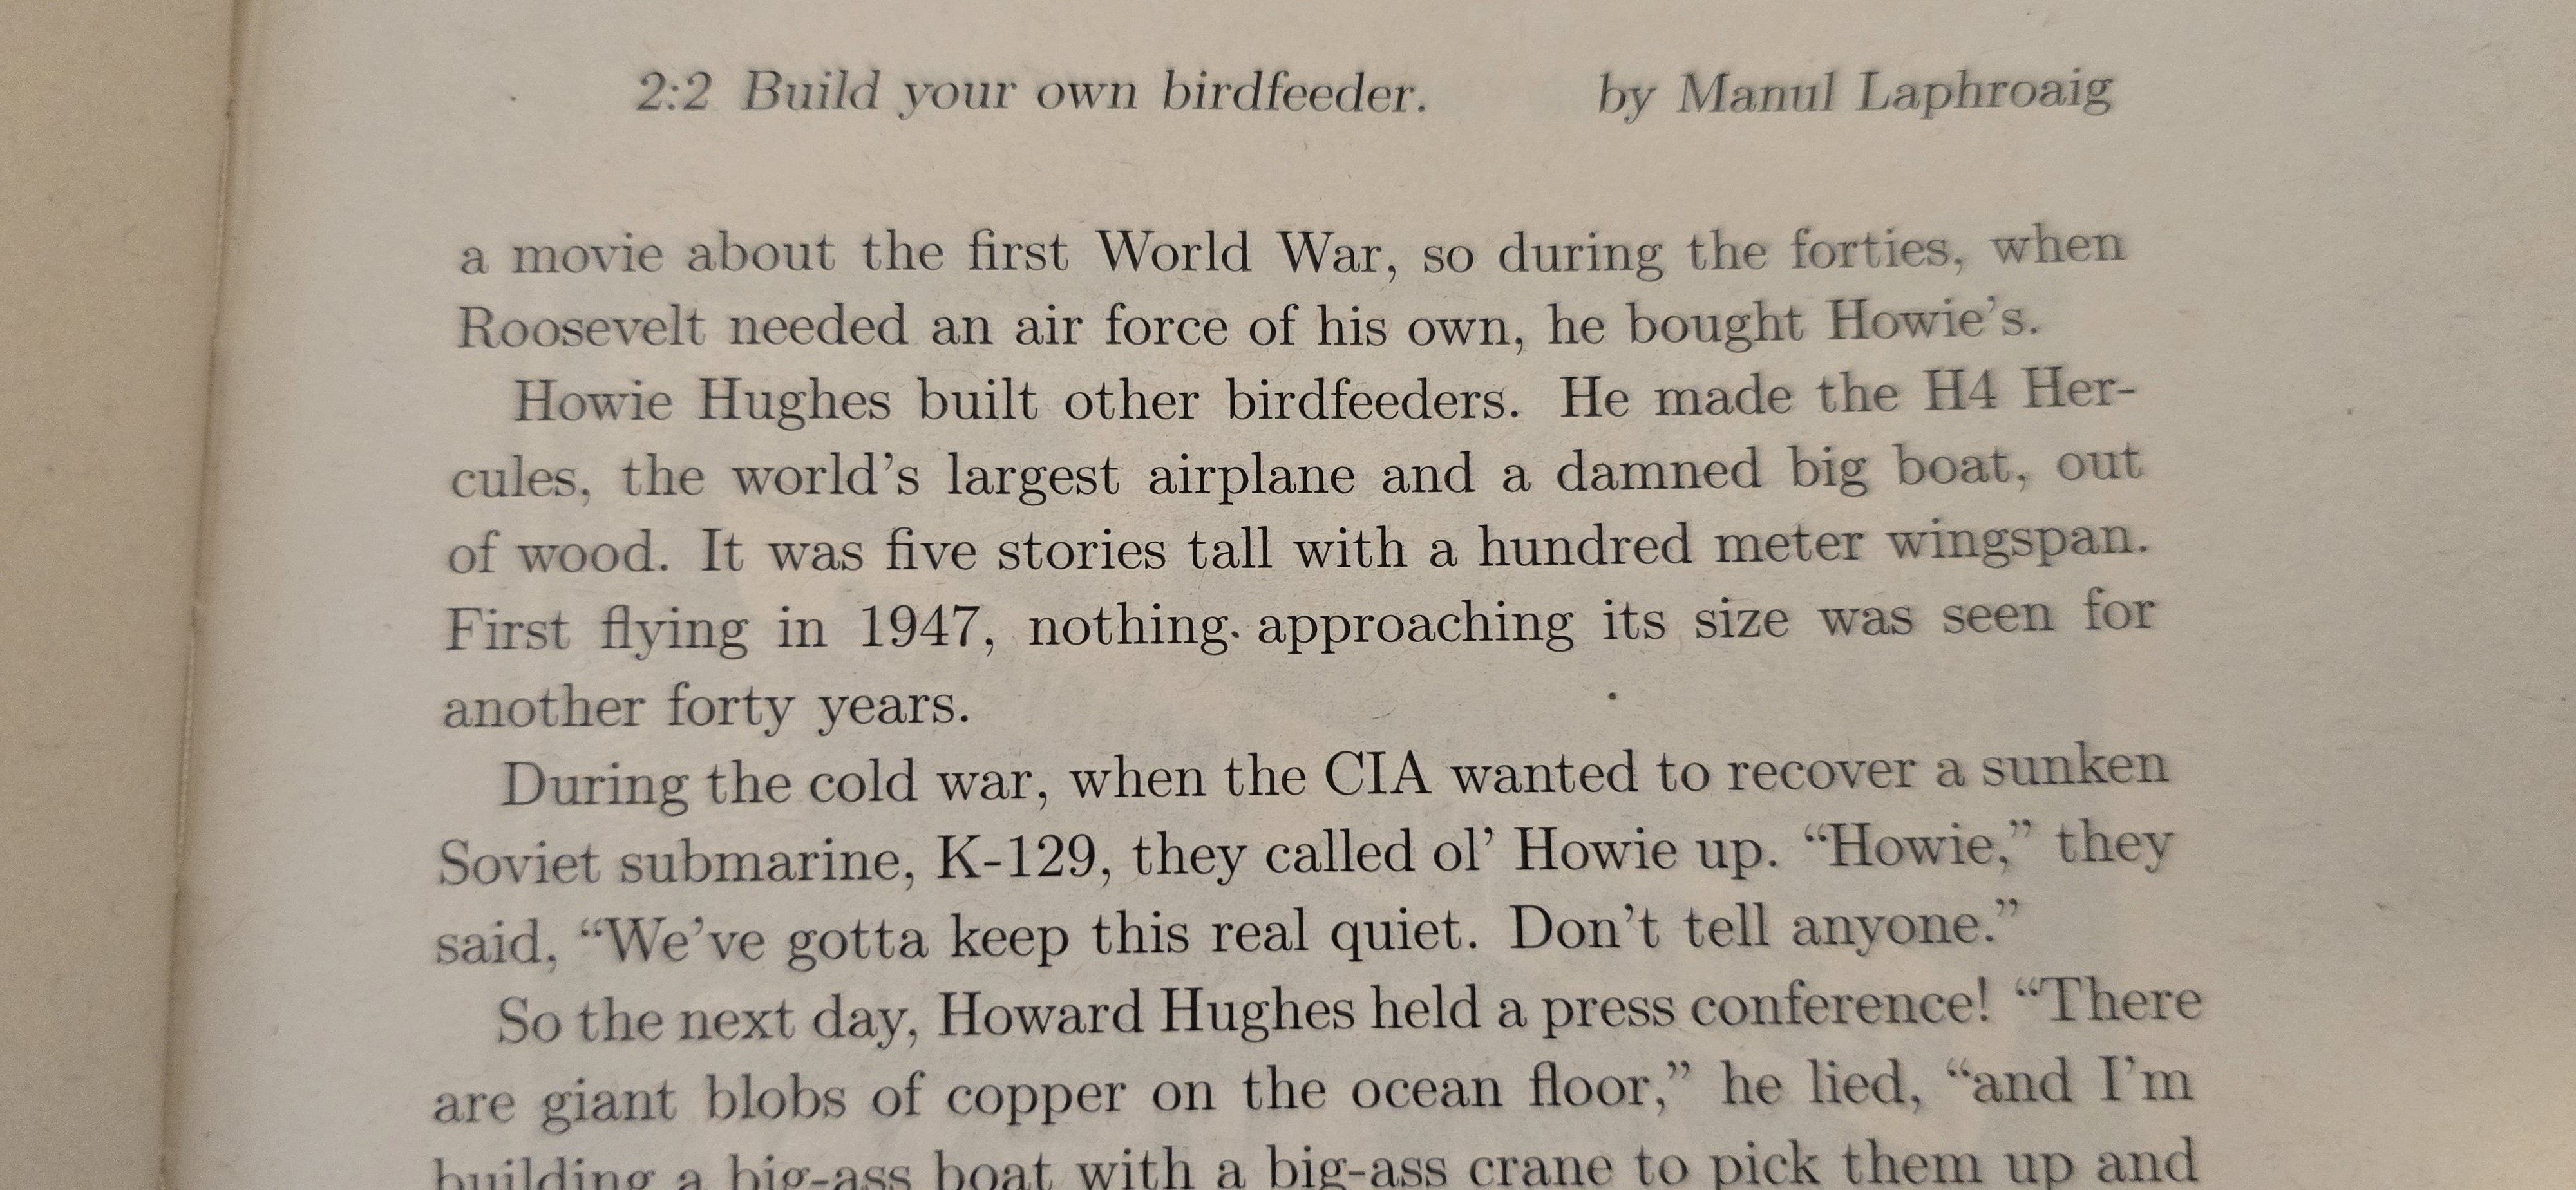 2:2 Build your own birdfeeder. by Manul Laphroaig
a movie about the first World War, so during the forties, when
Roosevelt needed an air force of his own, he bought Howie’s.
Howie Hughes built other birdfeeders. He made the H4 Her-
cules, the world’s largest airplane and a damned big boat, out
of wood. It was five stories tall with a hundred meter wingspan.
First flying in 1947, nothing approaching its size was seen for
another forty years.
During the cold war, when the CIA wanted to recover a sunken
Soviet submarine, K-129, they called ol’ Howie up. “Howie,” they
said, “We’ve gotta keep this real quiet. Don’t tell anyone.”
So the next day, Howard Hughes held a press conference! “There
are giant blobs of copper on the ocean floor,” he lied, “and I’m
building a big-ass boat with a big-ass crane to pick them up and